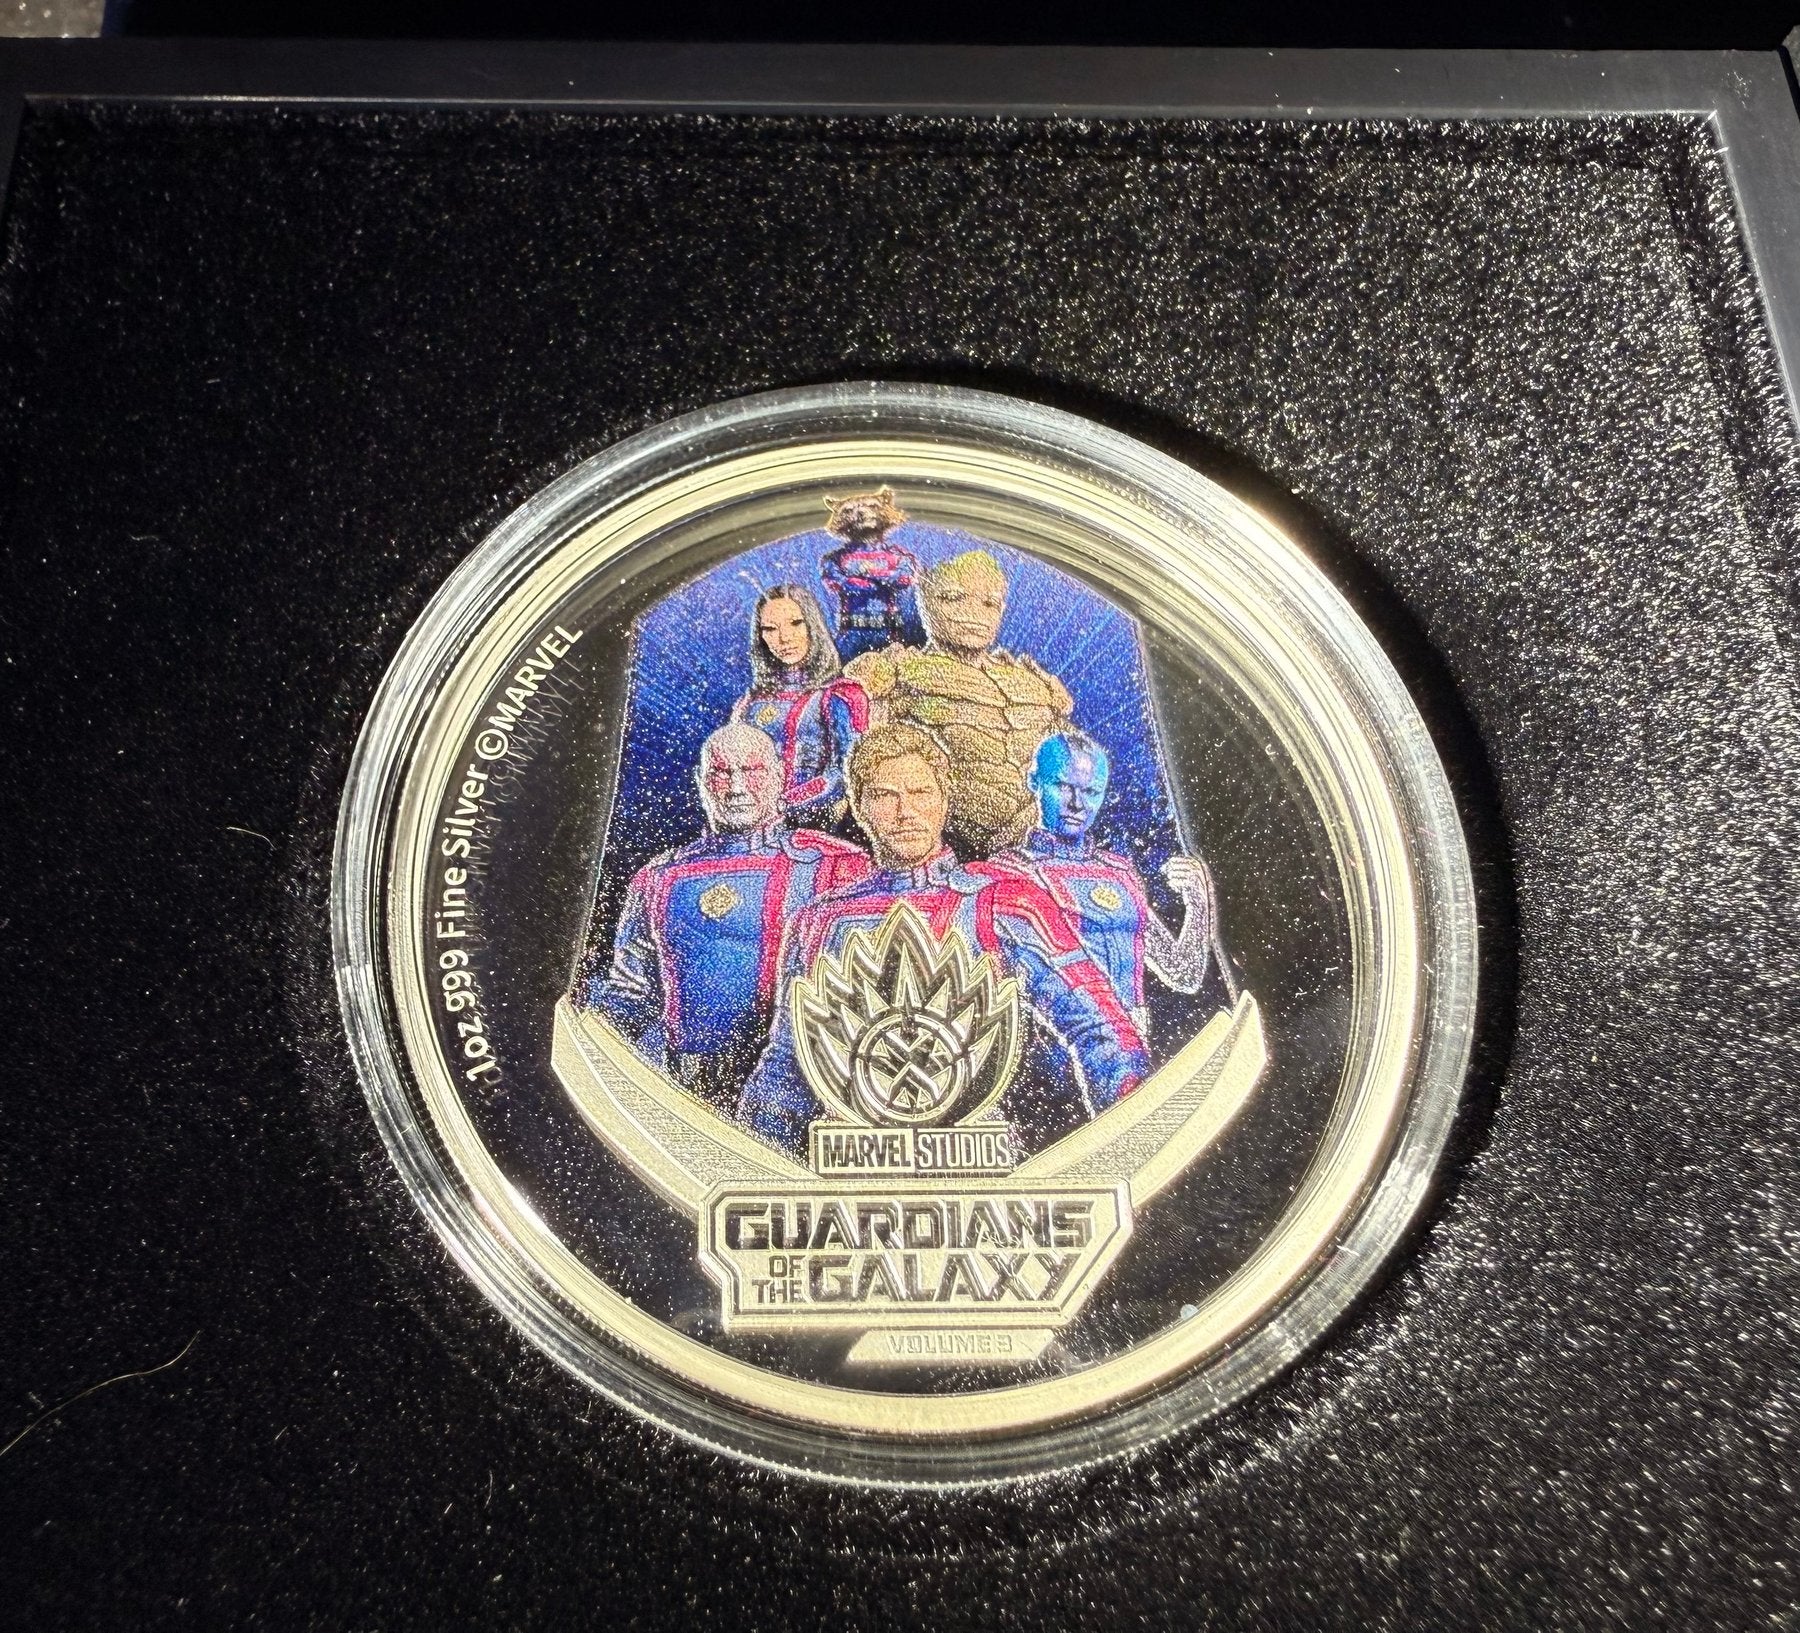 1oz 999 Fine Silver ©MARVEL
MARVEL STUDIOS
GUARDIANS
OF
THE GALAXY
VOLUME 3